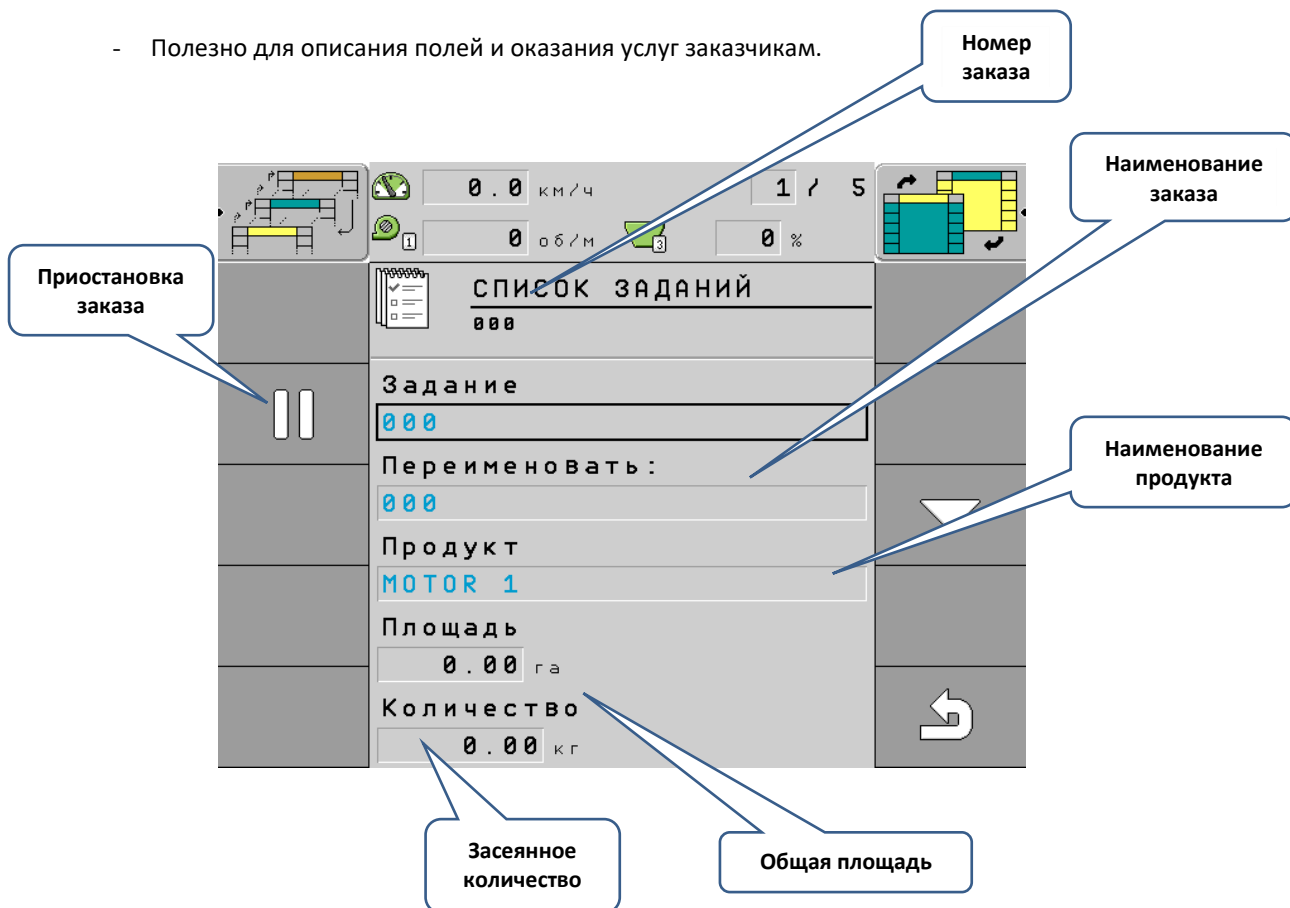 - Полезно для описания полей и оказания услуг заказчикам.
Номер
заказа
Наименование
заказа
0.0 км/ч
1 / 5
1
0 об/м
3
0 %
Приостановка
заказа
СПИСОК ЗАДАНИЙ
000
Задание
000
Переименовать:
000
Наименование
продукта
Продукт
MOTOR 1
Площадь
0.00 га
Количество
0.00 кг
Засеянное
количество
Общая площадь